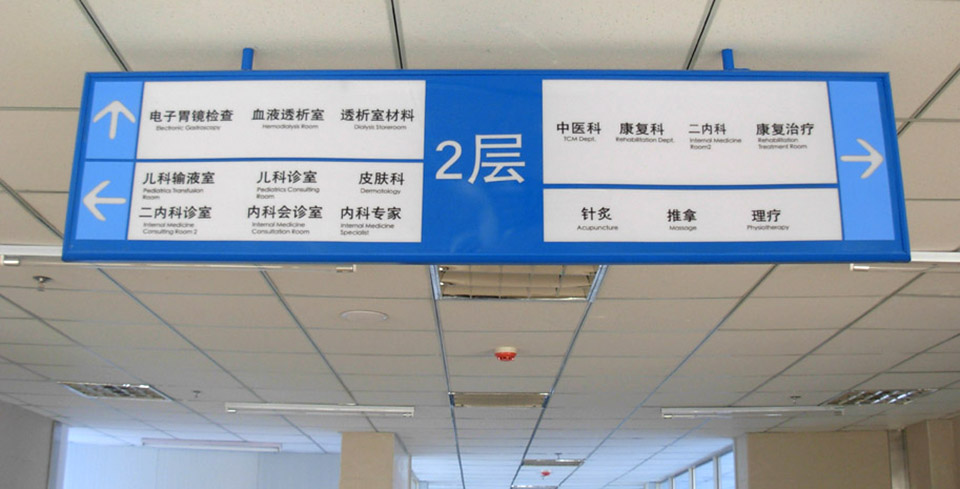 电子胃镜检查 血液透析室 透析室材料
Electronic Gastroscopy Hemodialysis Room Dialysis Storeroom
儿科输液室 儿科诊室 皮肤科
Pediatrics Transfusion Room Pediatrics Consulting Room Dermatology
二内科诊室 内科会诊室 内科专家
Internal Medicine Consulting Room 2 Internal Medicine Consultation Room Internal Medicine Specialist
2层
中医科 康复科 二内科 康复治疗
TCM Dept. Rehabilitation Dept. Internal Medicine Room2 Rehabilitation Treatment Room
针灸 推拿 理疗
Acupuncture Massage Physiotherapy